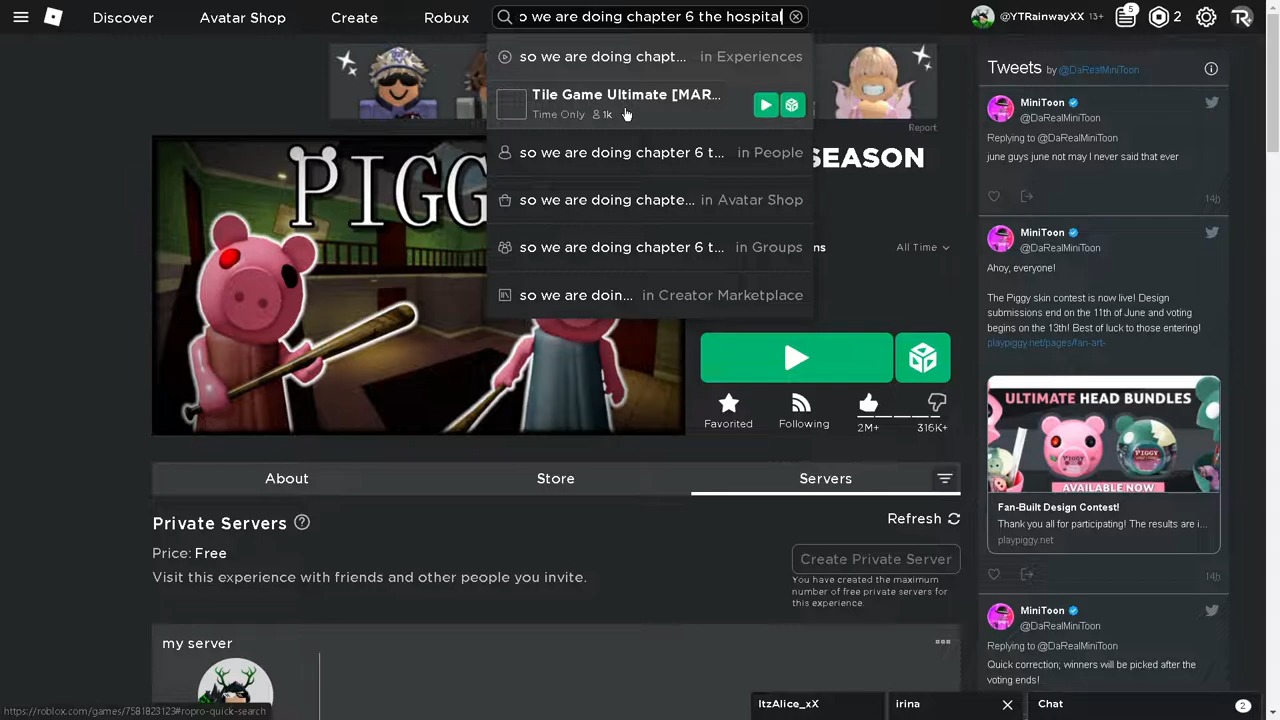 Discover
Avatar Shop
Create
Robux
o we are doing chapter 6 the hospital
@YTRainwayXX 13+
5
2
so we are doing chapt... in Experiences
Tile Game Ultimate [MAR...
Time Only 1k
so we are doing chapter 6 t... in People
so we are doing chapte... in Avatar Shop
so we are doing chapter 6 t... in Groups
so we are doin... in Creator Marketplace
Report
PIGG
SEASON
ns
All Time
Favorited
Following
2M+
316K+
About
Store
Servers
Private Servers
Refresh
Price: Free
Visit this experience with friends and other people you invite.
Create Private Server
You have created the maximum
number of free private servers for
this experience.
my server
Tweets by @DaRealMiniToon
MiniToon
@DaRealMiniToon
Replying to @DaRealMiniToon
june guys june not may I never said that ever
14h
MiniToon
@DaRealMiniToon
Ahoy, everyone!
The Piggy skin contest is now live! Design
submissions end on the 11th of June and voting
begins on the 13th! Best of luck to those entering!
playpiggy.net/pages/fan-art-
ULTIMATE HEAD BUNDLES
PIGGY
AVAILABLE NOW
Fan-Built Design Contest!
Thank you all for participating! The results are i...
playpiggy.net
14h
MiniToon
@DaRealMiniToon
Replying to @DaRealMiniToon
Quick correction; winners will be picked after the
voting ends!
https://roblox.com/games/7581823123#ropro-quick-search
ItzAlice_xX
irina
Chat
2